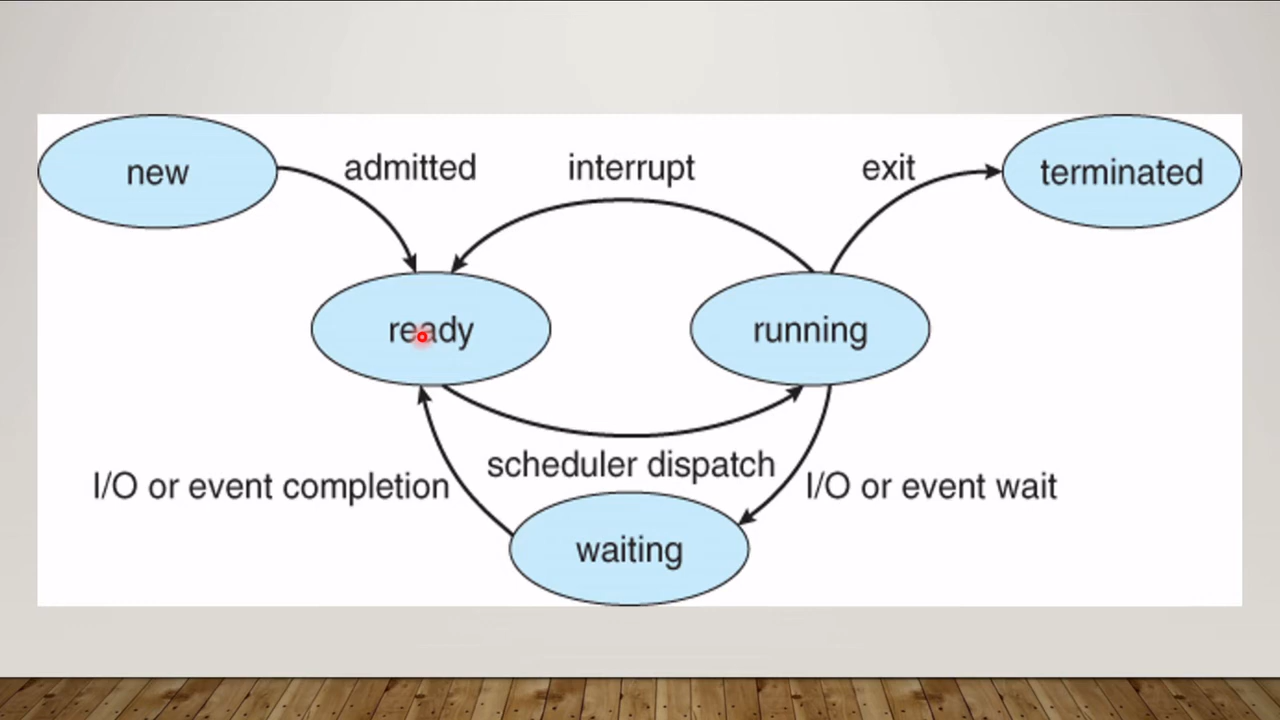 new
admitted
interrupt
exit
terminated
ready
running
I/O or event completion
scheduler dispatch
I/O or event wait
waiting